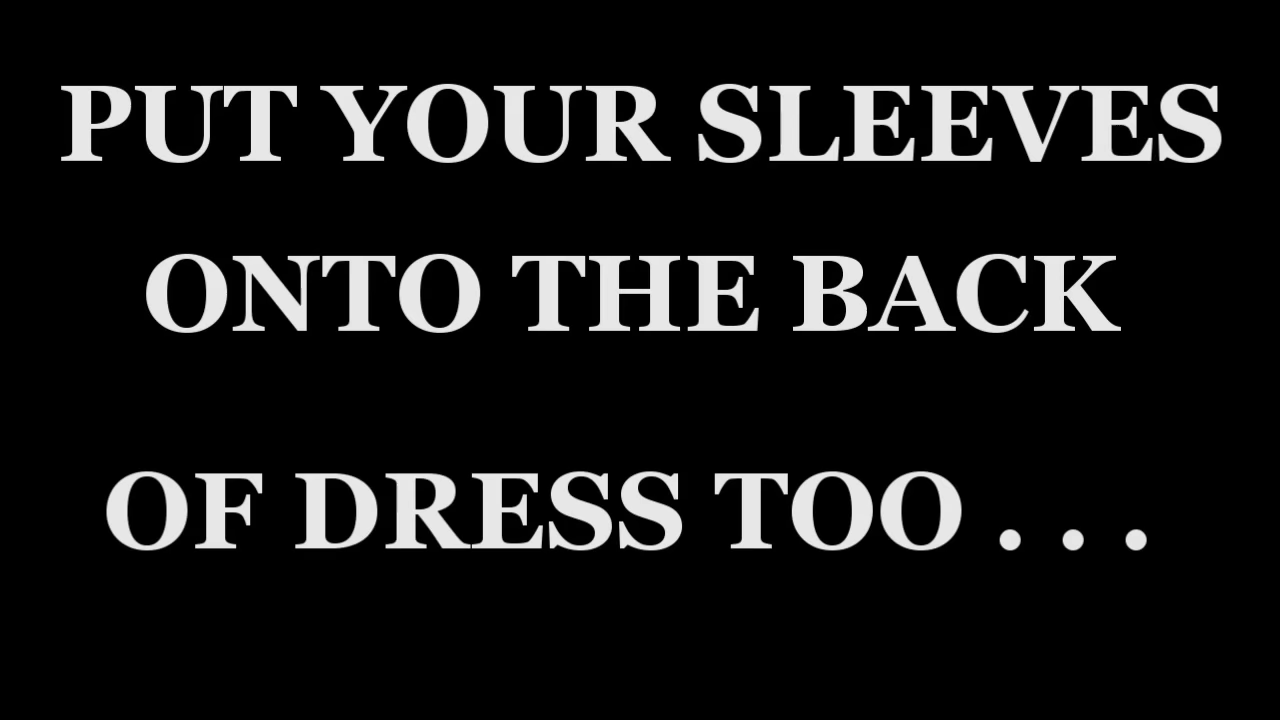 PUT YOUR SLEEVES
ONTO THE BACK
OF DRESS TOO . . .